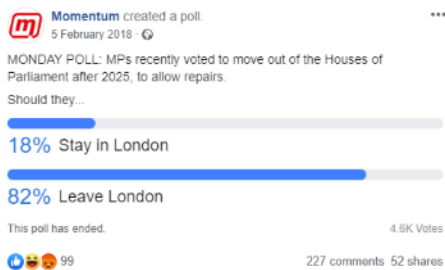 Momentum created a poll.
5 February 2018
MONDAY POLL: MPs recently voted to move out of the Houses of
Parliament after 2025, to allow repairs.
Should they...
18% Stay in London
82% Leave London
This poll has ended. 4.6K Votes
99 227 comments 52 shares